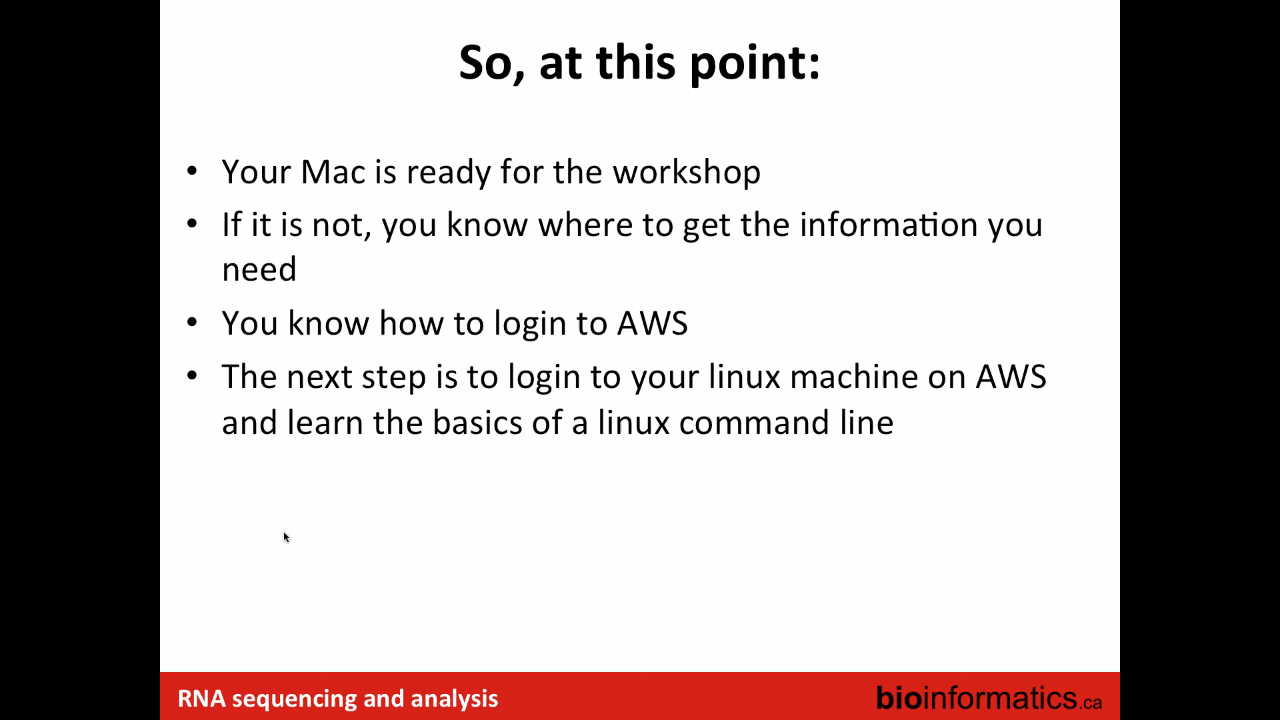 So, at this point:
• Your Mac is ready for the workshop
• If it is not, you know where to get the information you
need
• You know how to login to AWS
• The next step is to login to your linux machine on AWS
and learn the basics of a linux command line
RNA sequencing and analysis
bioinformatics.ca